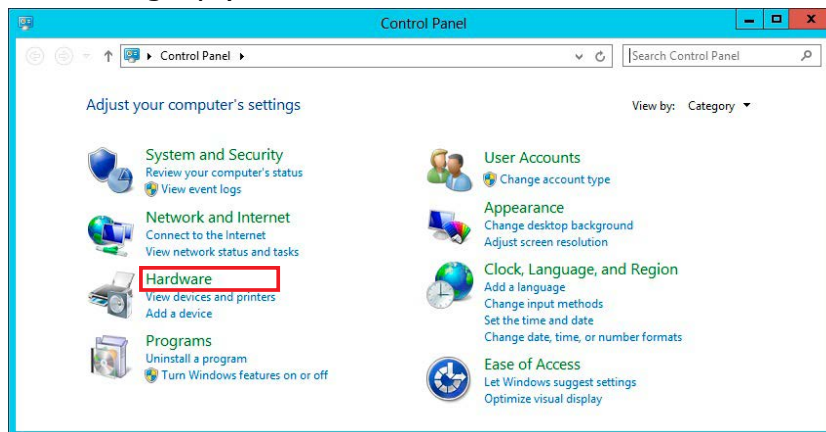 Control Panel
Control Panel
Search Control Panel
Adjust your computer's settings
View by: Category
System and Security
Review your computer's status
View event logs
Network and Internet
Connect to the Internet
View network status and tasks
Hardware
View devices and printers
Add a device
Programs
Uninstall a program
Turn Windows features on or off
User Accounts
Change account type
Appearance
Change desktop background
Adjust screen resolution
Clock, Language, and Region
Add a language
Change input methods
Set the time and date
Change date, time, or number formats
Ease of Access
Let Windows suggest settings
Optimize visual display